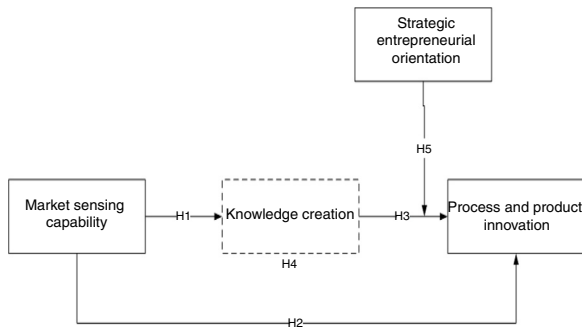 Strategic
entrepreneurial
orientation
H5
Market sensing
capability
H1
Knowledge creation
H3
Process and product
innovation
H4
H2